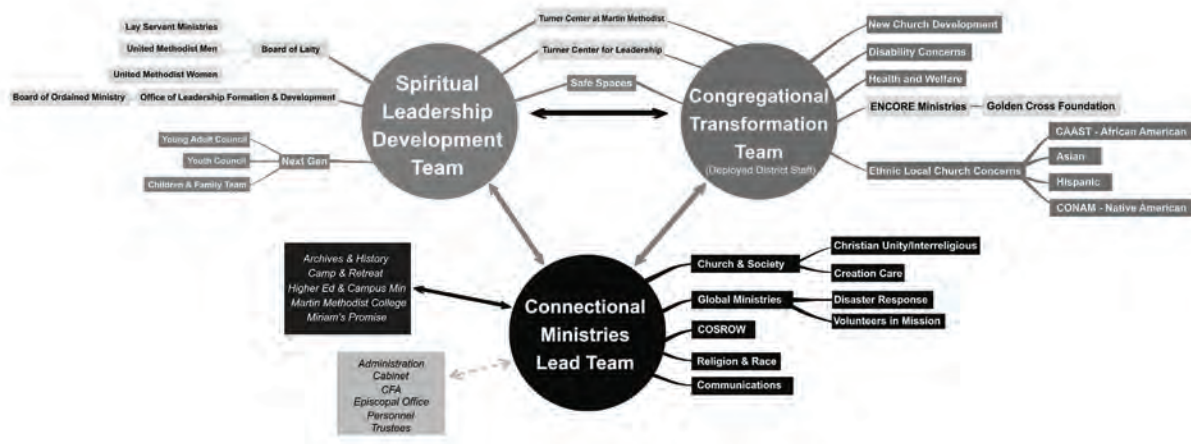 Lay Servant Ministries
United Methodist Men
United Methodist Women
Board of Laity
Board of Ordained Ministry
Office of Leadership Formation & Development
Young Adult Council
Youth Council
Children & Family Team
Next Gen
Spiritual
Leadership
Development
Team
Turner Center at Martin Methodist
Turner Center for Leadership
Safe Spaces
Congregational
Transformation
Team
(Deployed District Staff)
New Church Development
Disability Concerns
Health and Welfare
ENCORE Ministries
Golden Cross Foundation
Ethnic Local Church Concerns
CAAST - African American
Asian
Hispanic
CONAM - Native American
Archives & History
Camp & Retreat
Higher Ed & Campus Min
Martin Methodist College
Miriam's Promise
Administration
Cabinet
CFA
Episcopal Office
Personnel
Trustees
Connectional
Ministries
Lead Team
Church & Society
Christian Unity/Interreligious
Creation Care
Global Ministries
Disaster Response
Volunteers in Mission
COSROW
Religion & Race
Communications